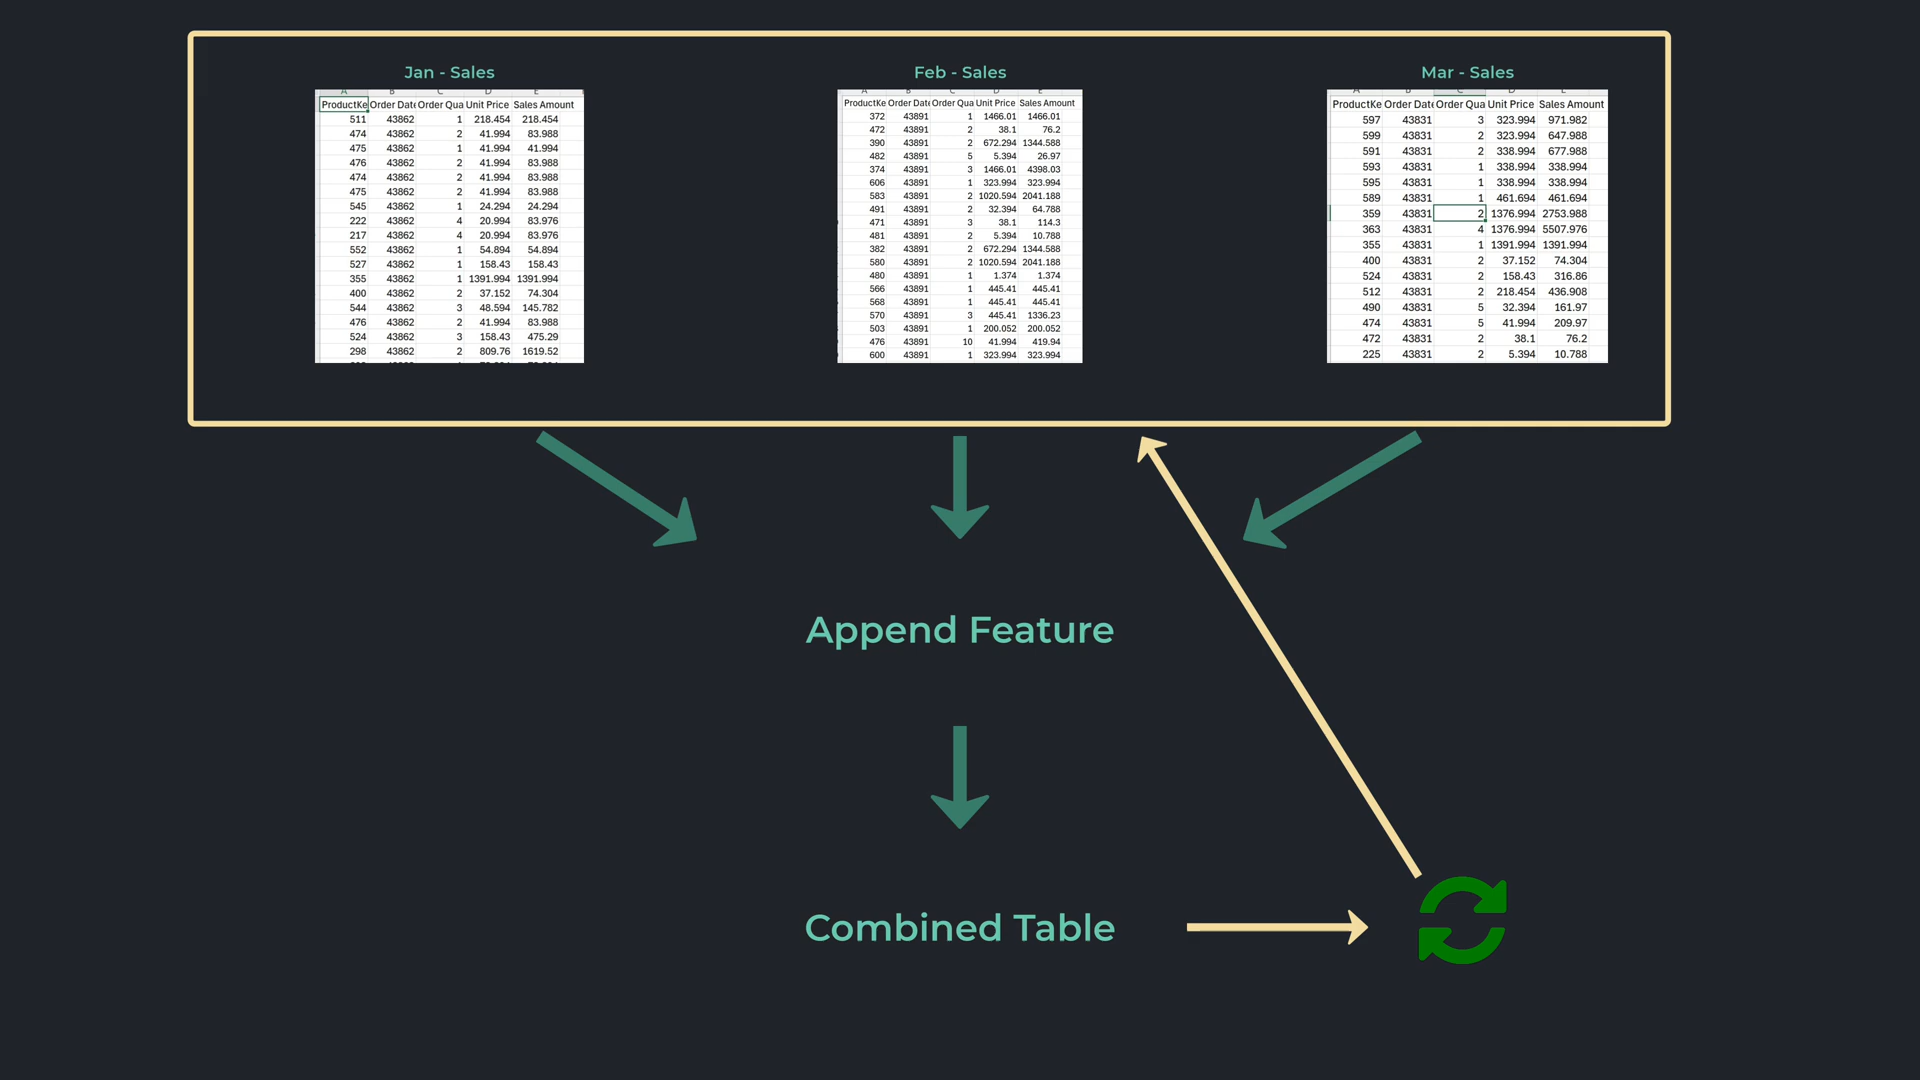 Jan - Sales
A B C D E
ProductKe Order Date Order Qua Unit Price Sales Amount
511 43862 1 218.454 218.454
474 43862 2 41.994 83.988
475 43862 1 41.994 41.994
476 43862 2 41.994 83.988
474 43862 2 41.994 83.988
475 43862 2 41.994 83.988
545 43862 1 24.294 24.294
222 43862 4 20.994 83.976
217 43862 4 20.994 83.976
552 43862 1 54.894 54.894
527 43862 1 158.43 158.43
355 43862 1 1391.994 1391.994
400 43862 2 37.152 74.304
544 43862 3 48.594 145.782
476 43862 2 41.994 83.988
524 43862 3 158.43 475.29
298 43862 2 809.76 1619.52
Feb - Sales
A B C D E
ProductKe Order Date Order Qua Unit Price Sales Amount
372 43891 1 1466.01 1466.01
472 43891 2 38.1 76.2
390 43891 2 672.294 1344.588
482 43891 5 5.394 26.97
374 43891 3 1466.01 4398.03
606 43891 1 323.994 323.994
583 43891 2 1020.594 2041.188
491 43891 2 32.394 64.788
471 43891 3 38.1 114.3
481 43891 2 5.394 10.788
382 43891 2 672.294 1344.588
580 43891 2 1020.594 2041.188
480 43891 1 1.374 1.374
566 43891 1 445.41 445.41
568 43891 1 445.41 445.41
570 43891 3 445.41 1336.23
503 43891 1 200.052 200.052
476 43891 10 41.994 419.94
600 43891 1 323.994 323.994
Mar - Sales
A B C D E
ProductKe Order Date Order Qua Unit Price Sales Amount
597 43831 3 323.994 971.982
599 43831 2 323.994 647.988
591 43831 2 338.994 677.988
593 43831 1 338.994 338.994
595 43831 1 338.994 338.994
589 43831 1 461.694 461.694
359 43831 2 1376.994 2753.988
363 43831 4 1376.994 5507.976
355 43831 1 1391.994 1391.994
400 43831 2 37.152 74.304
524 43831 2 158.43 316.86
512 43831 2 218.454 436.908
490 43831 5 32.394 161.97
474 43831 5 41.994 209.97
472 43831 2 38.1 76.2
225 43831 2 5.394 10.788
Append Feature
Combined Table